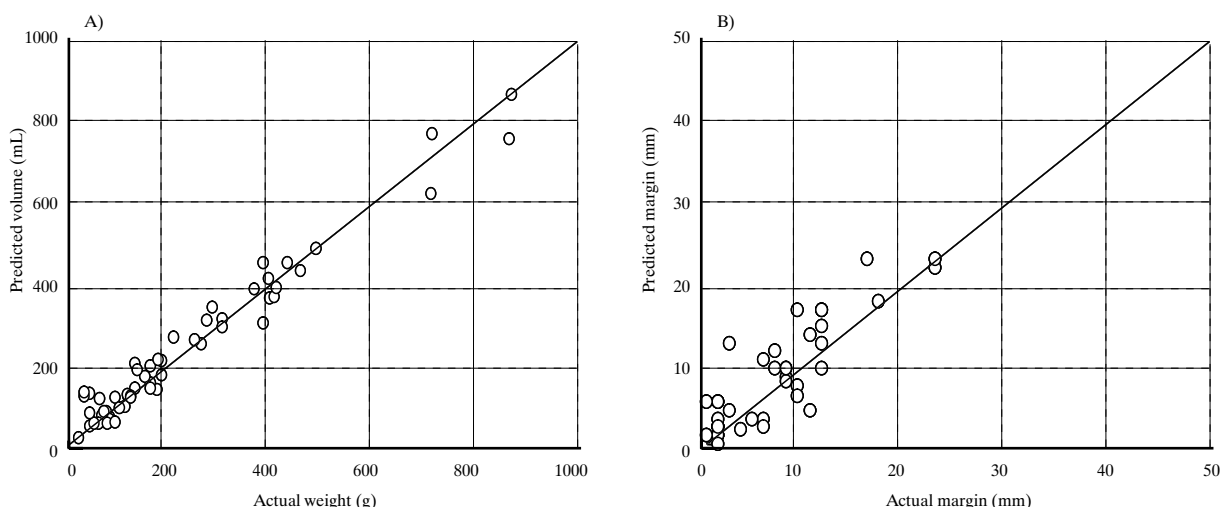 A)
1000
800
600
400
200
0
Predicted volume (mL)
0 200 400 600 800 1000
Actual weight (g)
B)
50
40
30
20
10
0
Predicted margin (mm)
0 10 20 30 40 50
Actual margin (mm)